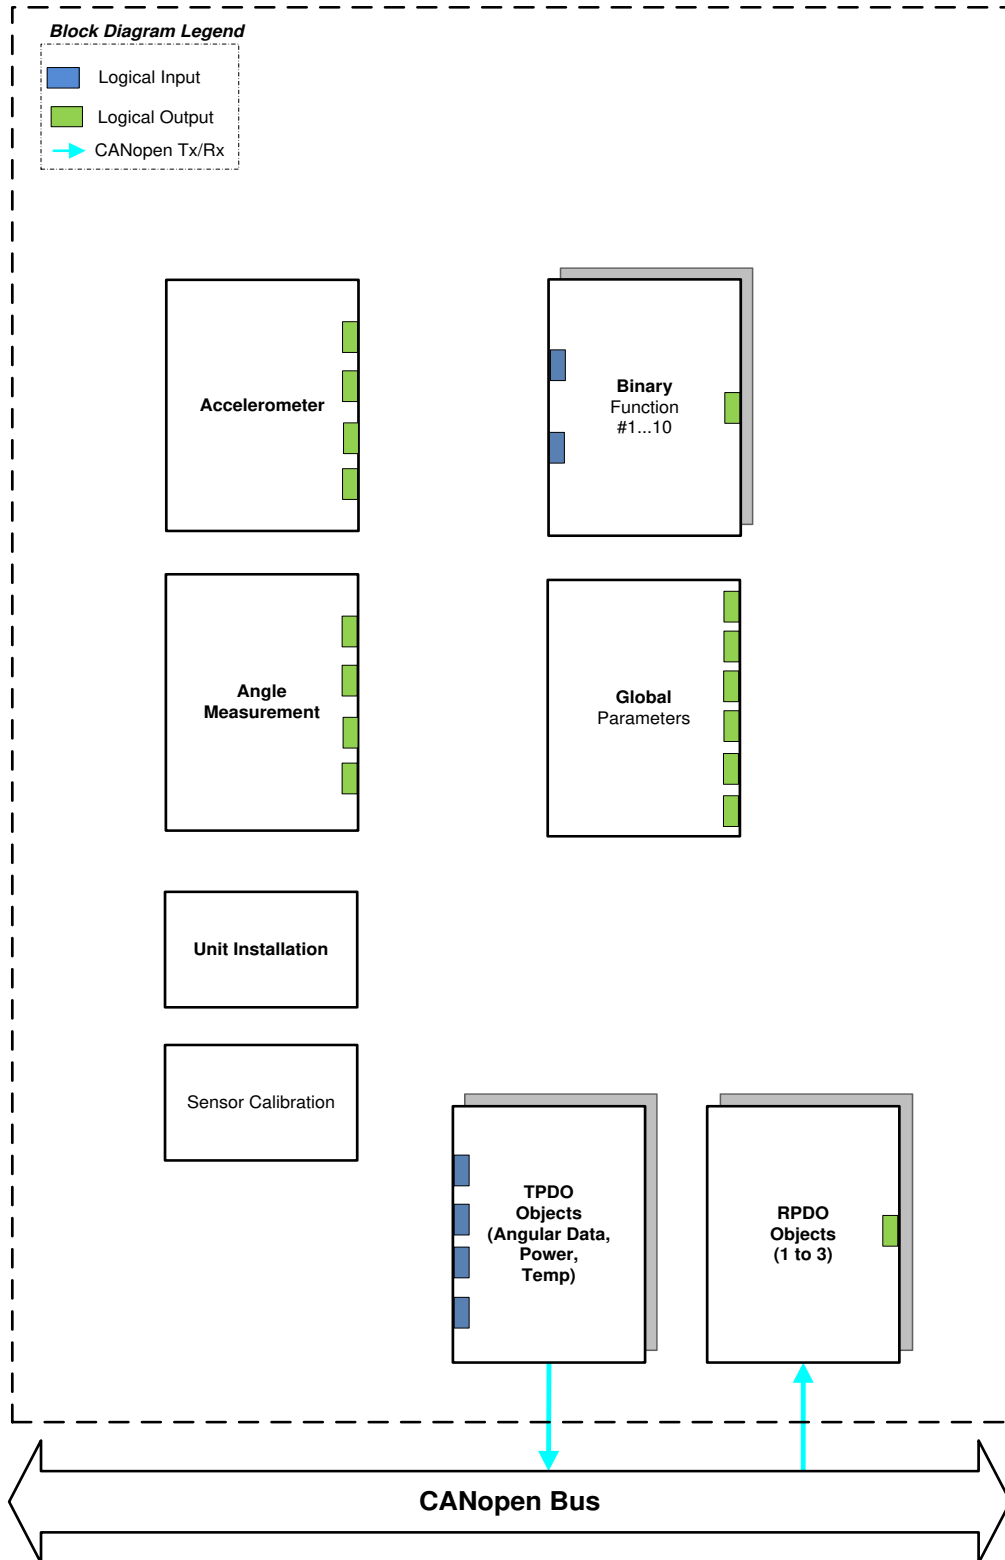 Block Diagram Legend
Logical Input
Logical Output
CANopen Tx/Rx
Accelerometer
Binary
Function
#1...10
Angle
Measurement
Global
Parameters
Unit Installation
Sensor Calibration
TPDO
Objects
(Angular Data,
Power,
Temp)
RPDO
Objects
(1 to 3)
CANopen Bus